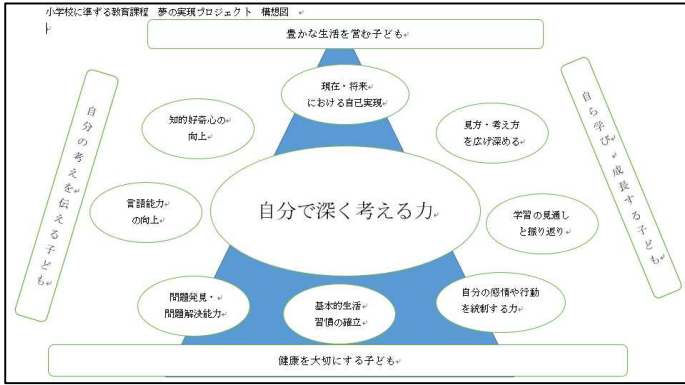 小学校に準ずる教育課程 夢の実現プロジェクト 構想図
豊かな生活を営む子ども
現在・将来
における自己実現
知的好奇心の
向上
見方・考え方
を広げ深める
自分の考えを伝える子ども
自ら学び 成長する子ども
自分で深く考える力
言語能力
の向上
学習の見通し
と振り返り
問題発見・
問題解決能力
基本的生活
習慣の確立
自分の感情や行動
を統制する力
健康を大切にする子ども